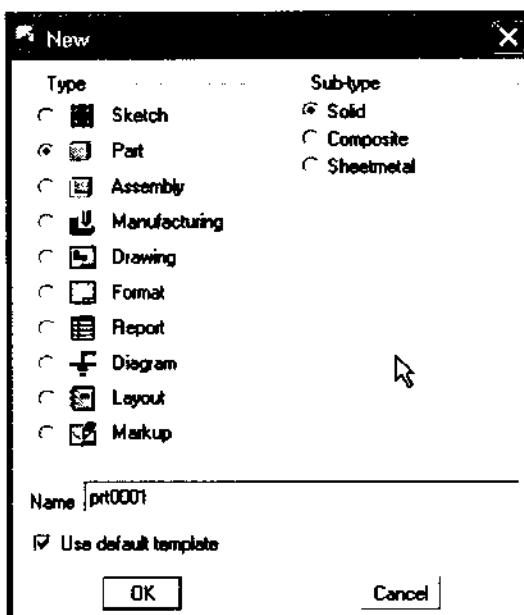 New
Type
Sketch
Part
Assembly
Manufacturing
Drawing
Format
Report
Diagram
Layout
Markup
Sub-type
Solid
Composite
Sheetmetal
Name prt0001
Use default template
OK Cancel